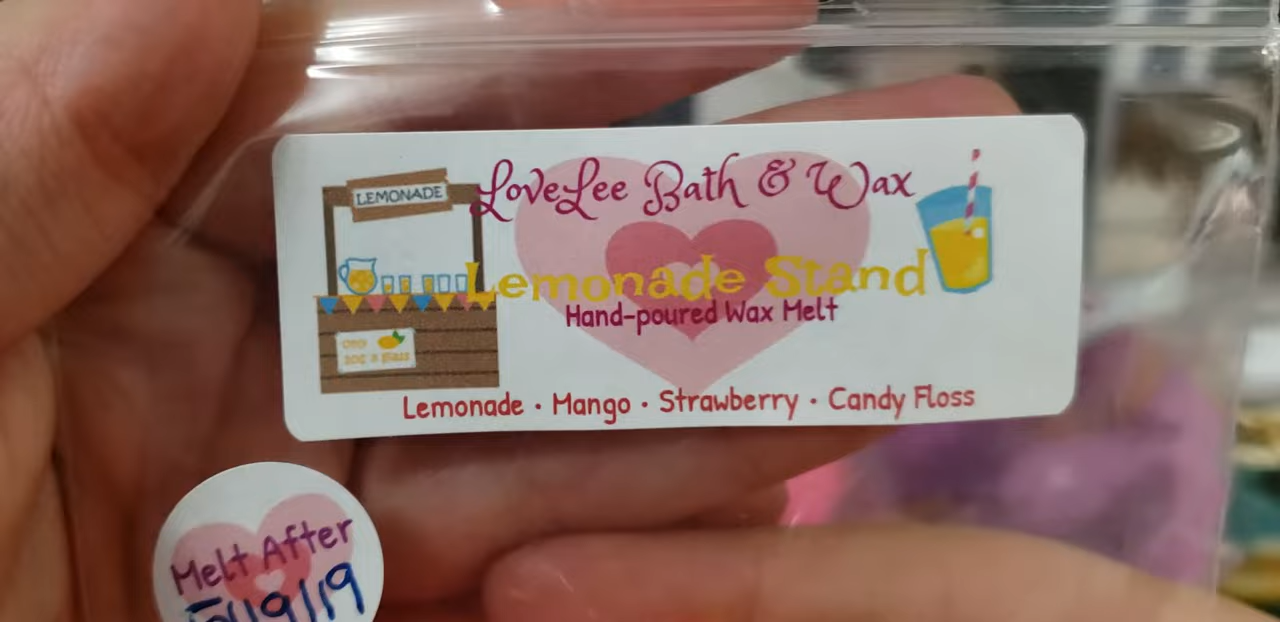 LEMONADE
LoveLee Bath & Wax
Lemonade Stand
Hand-poured Wax Melt
Lemonade • Mango • Strawberry • Candy Floss
Melt After